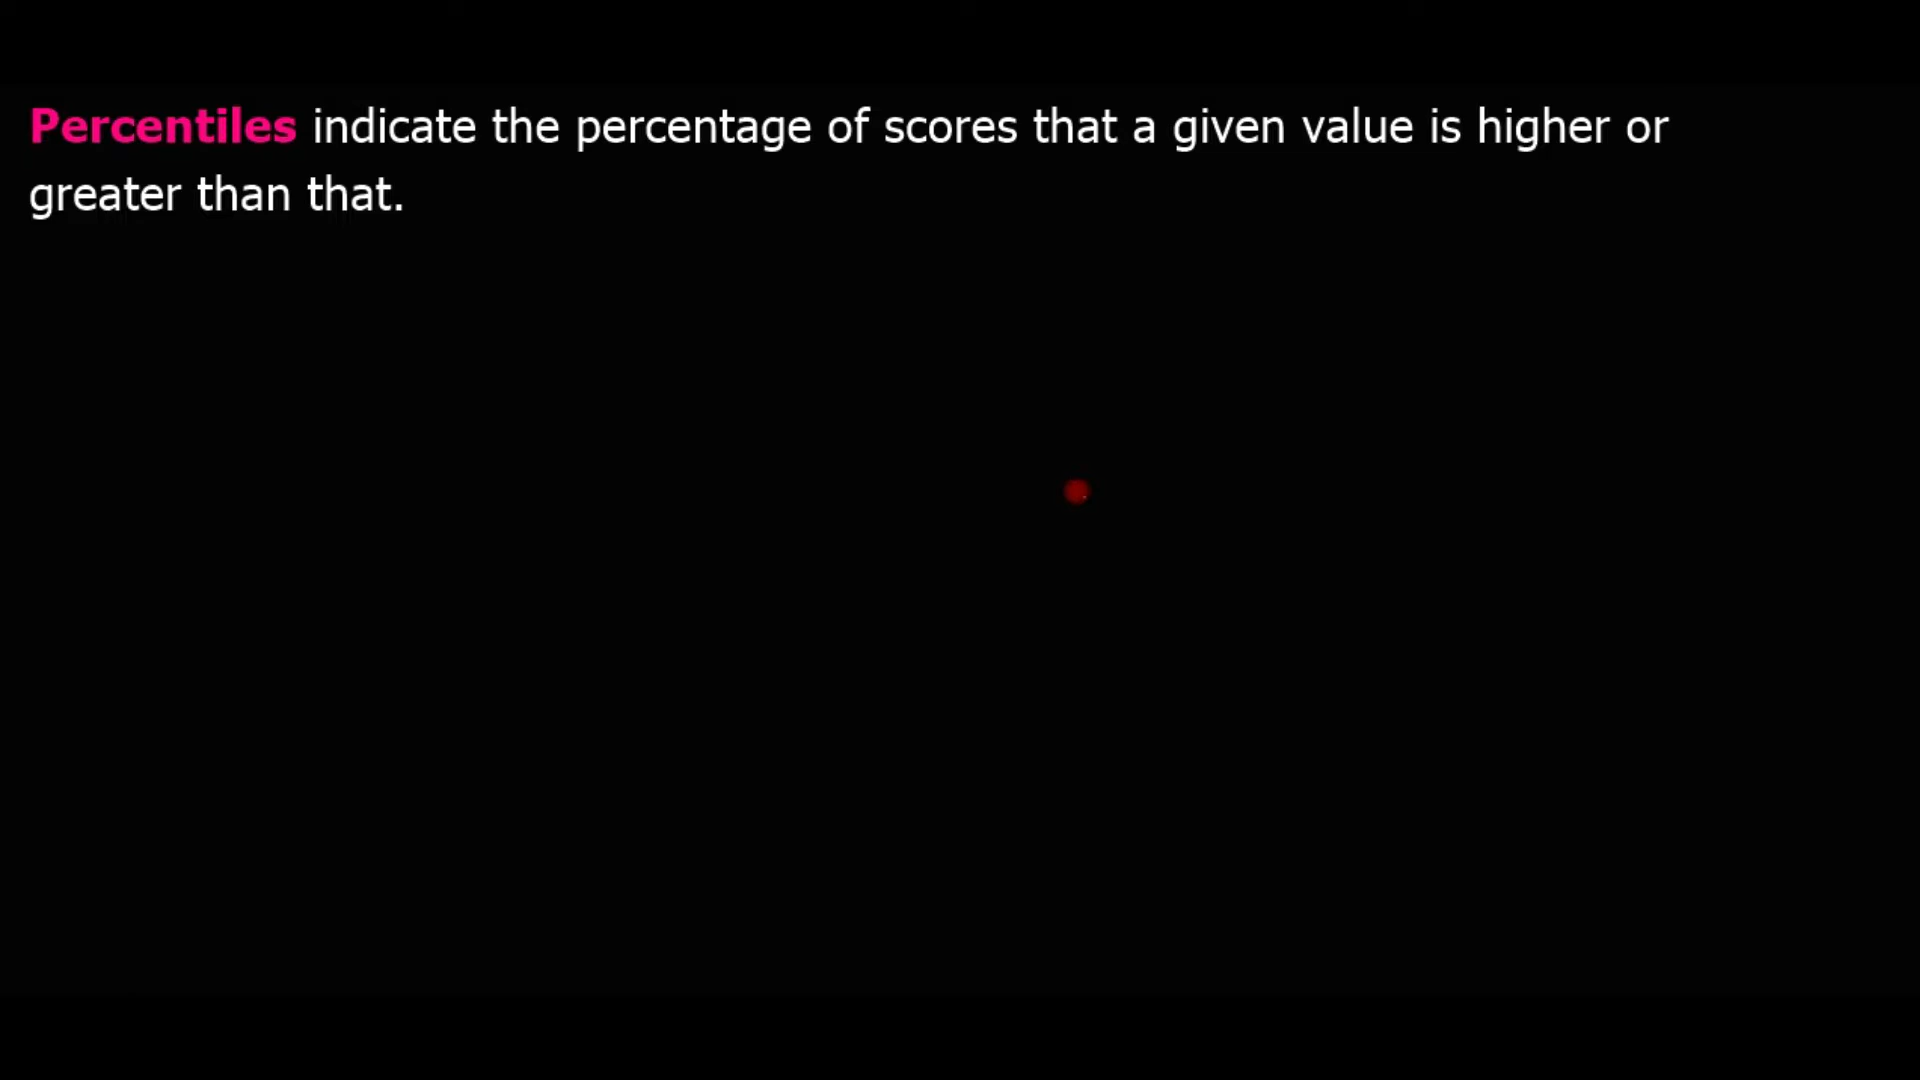 Percentiles indicate the percentage of scores that a given value is higher or
greater than that.